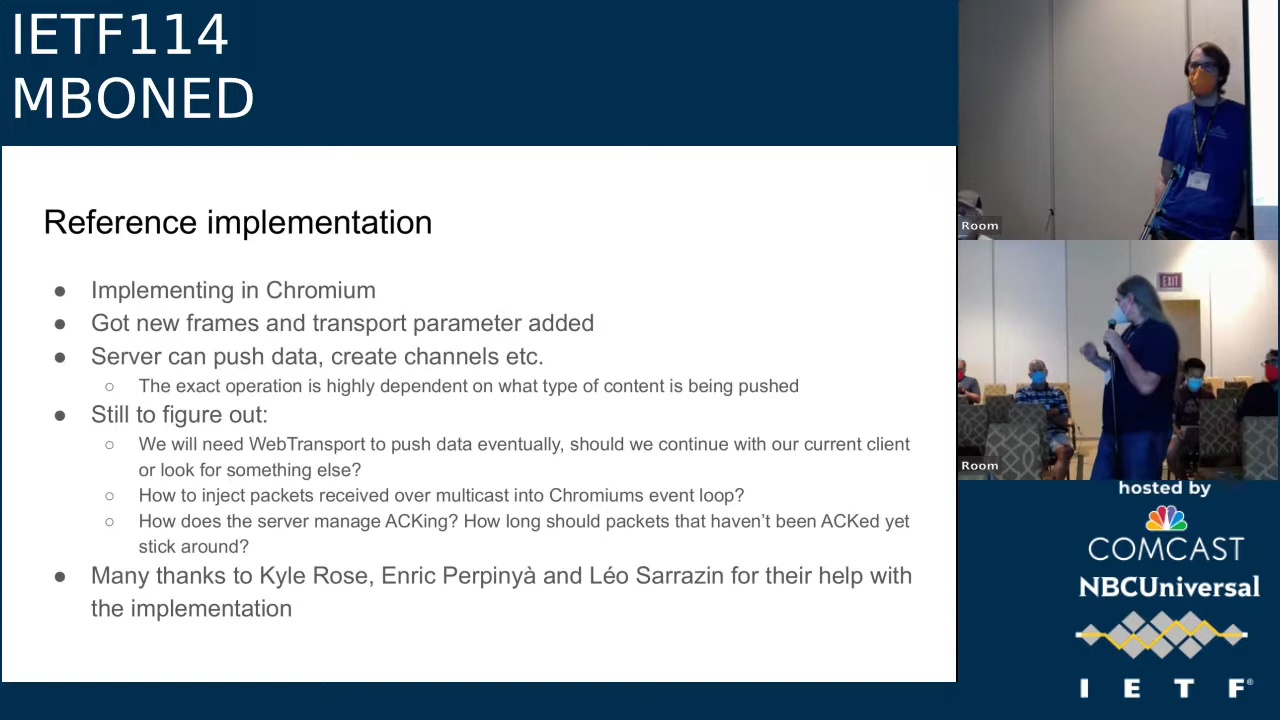 IETF114
MBONED
Reference implementation
● Implementing in Chromium
● Got new frames and transport parameter added
● Server can push data, create channels etc.
○ The exact operation is highly dependent on what type of content is being pushed
● Still to figure out:
○ We will need WebTransport to push data eventually, should we continue with our current client
or look for something else?
○ How to inject packets received over multicast into Chromiums event loop?
○ How does the server manage ACKing? How long should packets that haven’t been ACKed yet
stick around?
● Many thanks to Kyle Rose, Enric Perpinyà and Léo Sarrazin for their help with
the implementation
Room
EXIT
Room
hosted by
COMCAST
NBCUniversal
I E T F®